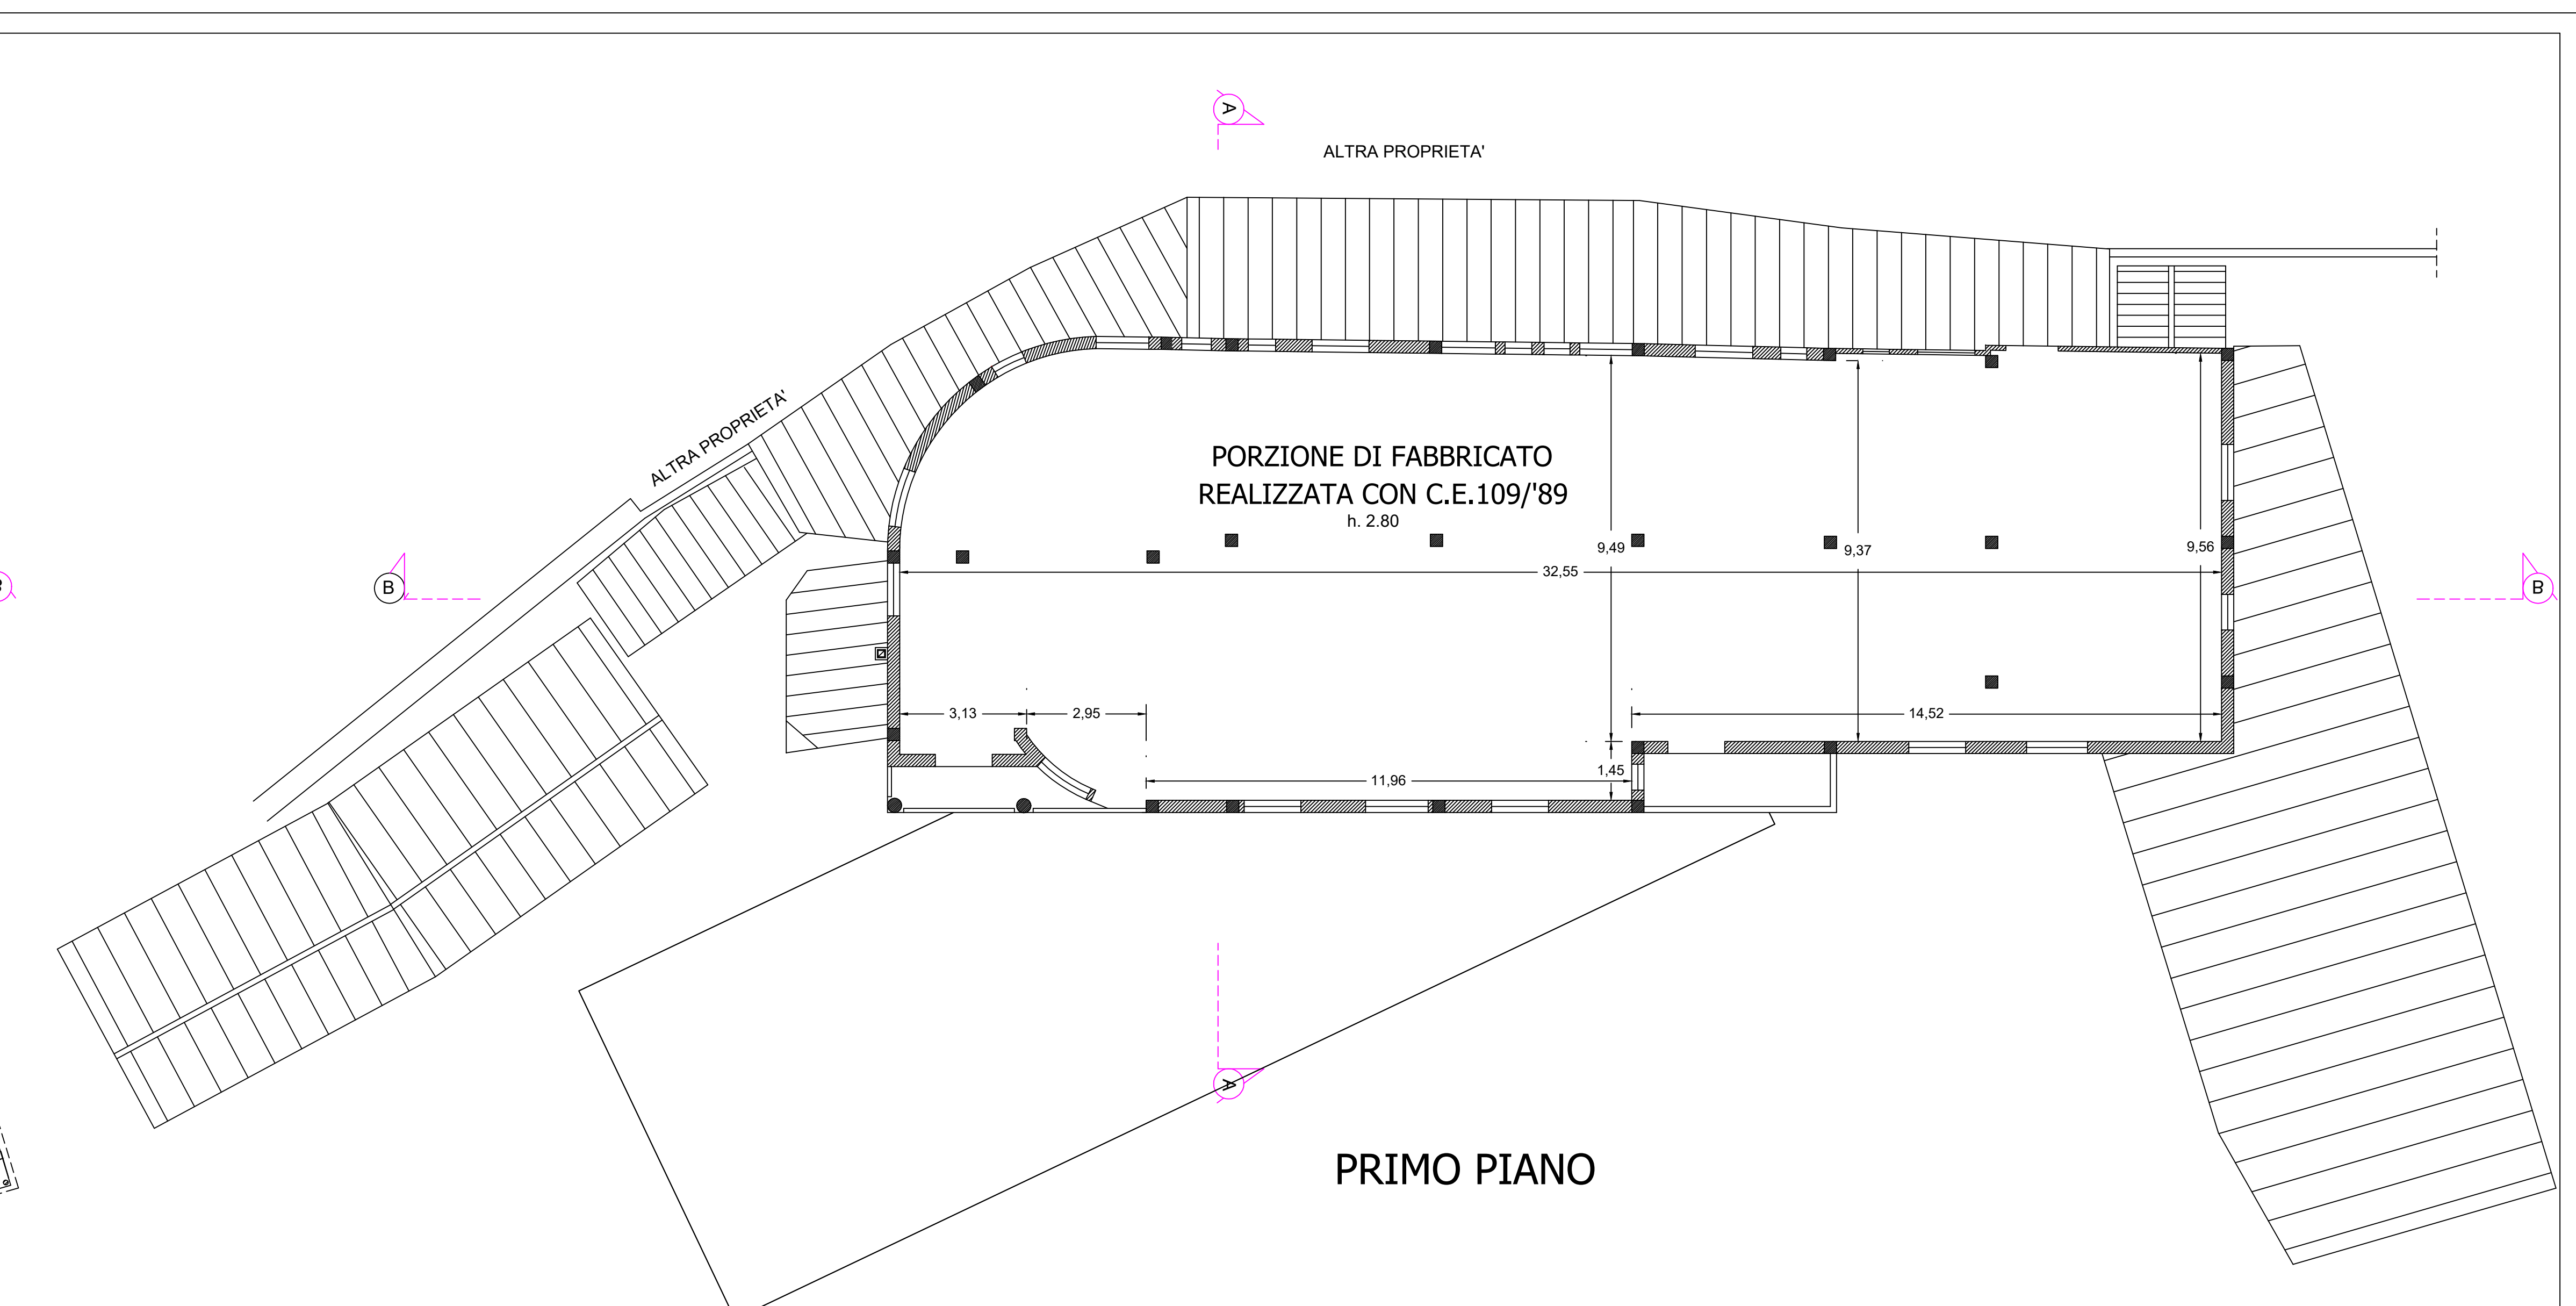 A
ALTRA PROPRIETA'
ALTRA PROPRIETA'
PORZIONE DI FABBRICATO
REALIZZATA CON C.E.109/'89
h. 2.80
9,49
9,37
9,56
32,55
B
B
3,13
2,95
14,52
1,45
11,96
A
PRIMO PIANO